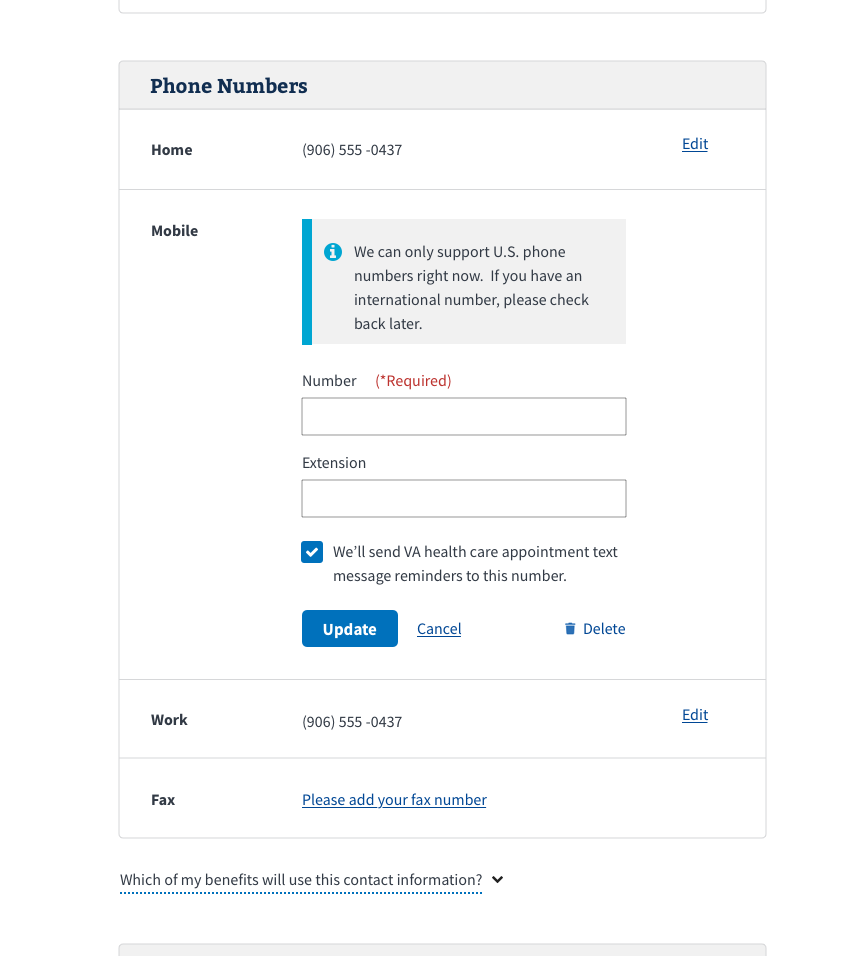 Phone Numbers
Home
(906) 555 -0437
Edit
Mobile
We can only support U.S. phone
numbers right now.  If you have an
international number, please check
back later.
Number (*Required)
Extension
We’ll send VA health care appointment text
message reminders to this number.
Update
Cancel
Delete
Work
(906) 555 -0437
Edit
Fax
Please add your fax number
Which of my benefits will use this contact information?